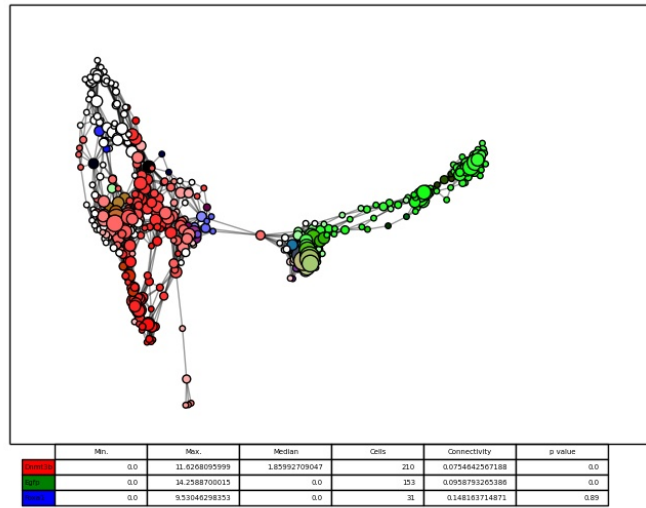 Min. Max. Median Cells Connectivity p value
Dnmt3b 0.0 11.6268095999 1.85992709047 210 0.0754642567188 0.0
Egfp 0.0 14.2588700015 0.0 153 0.0958793265386 0.0
0.0 9.53046298353 0.0 31 0.148163714871 0.89